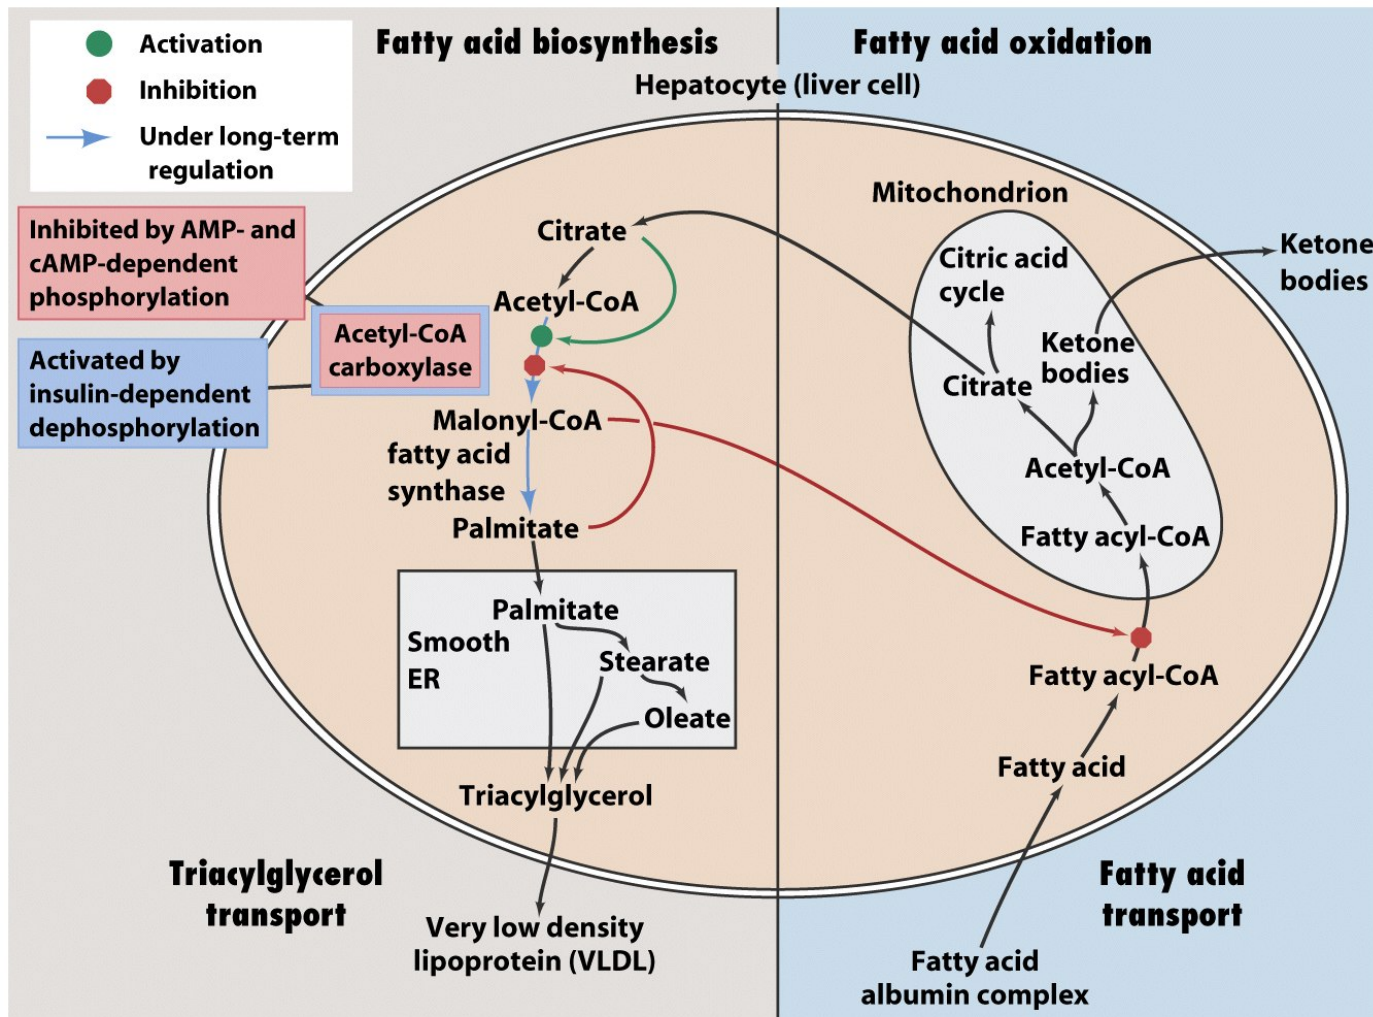 Activation
Inhibition
Under long-term
regulation
Fatty acid biosynthesis
Fatty acid oxidation
Hepatocyte (liver cell)
Inhibited by AMP- and
cAMP-dependent
phosphorylation
Activated by
insulin-dependent
dephosphorylation
Acetyl-CoA
carboxylase
Citrate
Acetyl-CoA
Malonyl-CoA
fatty acid
synthase
Palmitate
Palmitate
Smooth
ER
Stearate
Oleate
Triacylglycerol
Triacylglycerol
transport
Very low density
lipoprotein (VLDL)
Mitochondrion
Citric acid
cycle
Ketone
bodies
Ketone
bodies
Citrate
Acetyl-CoA
Fatty acyl-CoA
Fatty acyl-CoA
Fatty acid
Fatty acid
transport
Fatty acid
albumin complex